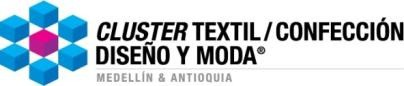 CLUSTER TEXTIL / CONFECCIÓN
DISEÑO Y MODA®
MEDELLÍN & ANTIOQUIA